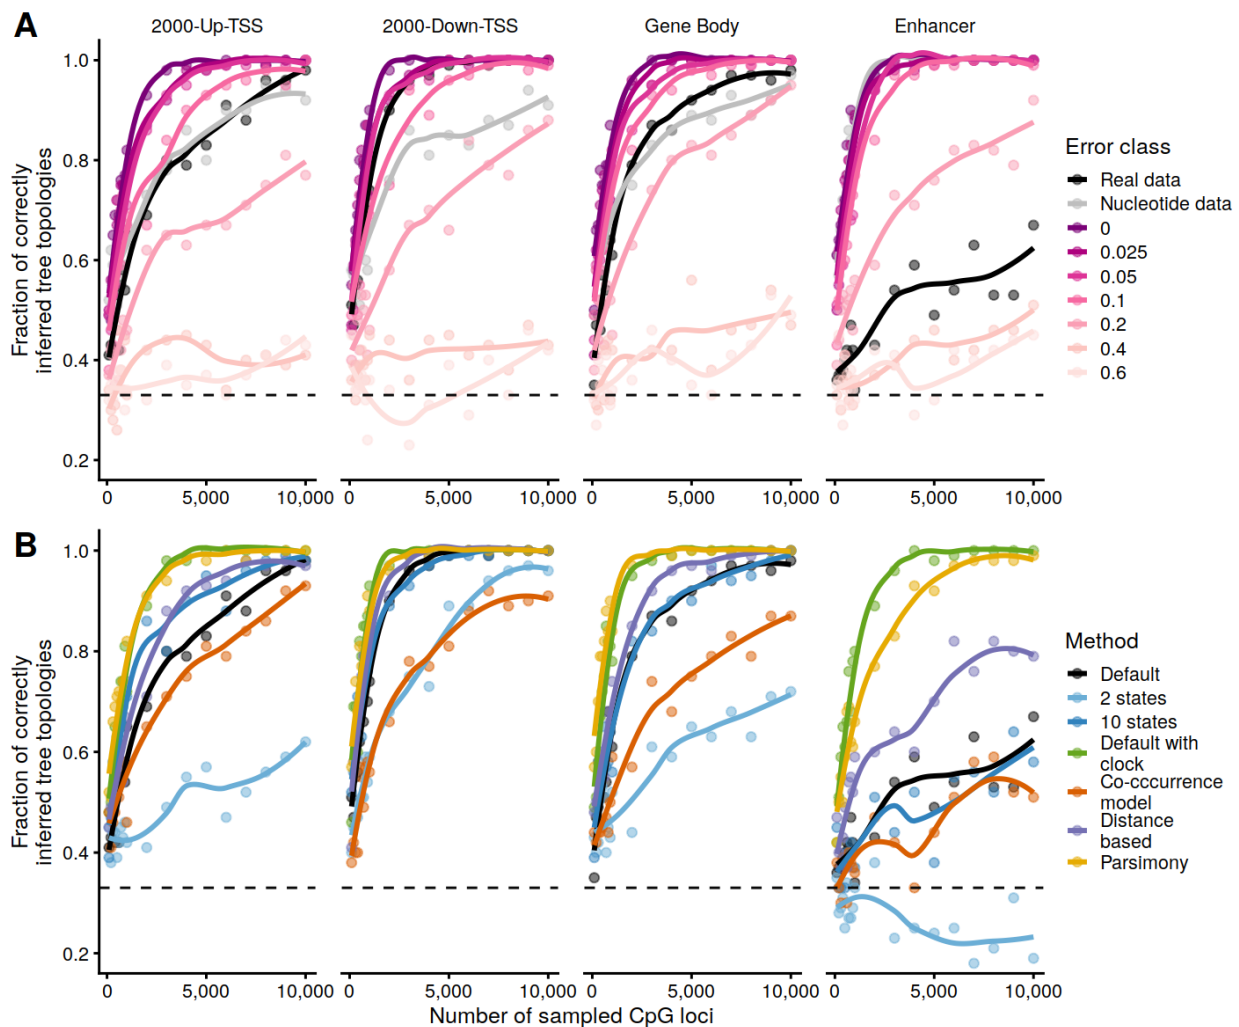 A
2000-Up-TSS
2000-Down-TSS
Gene Body
Enhancer
Fraction of correctly
inferred tree topologies
1.0
0.8
0.6
0.4
0.2
0
5,000
10,000
0
5,000
10,000
0
5,000
10,000
0
5,000
10,000
Error class
Real data
Nucleotide data
0
0.025
0.05
0.1
0.2
0.4
0.6
B
Fraction of correctly
inferred tree topologies
1.0
0.8
0.6
0.4
0.2
0
5,000
10,000
0
5,000
10,000
0
5,000
10,000
0
5,000
10,000
Number of sampled CpG loci
Method
Default
2 states
10 states
Default with
clock
Co-cccurrence
model
Distance
based
Parsimony